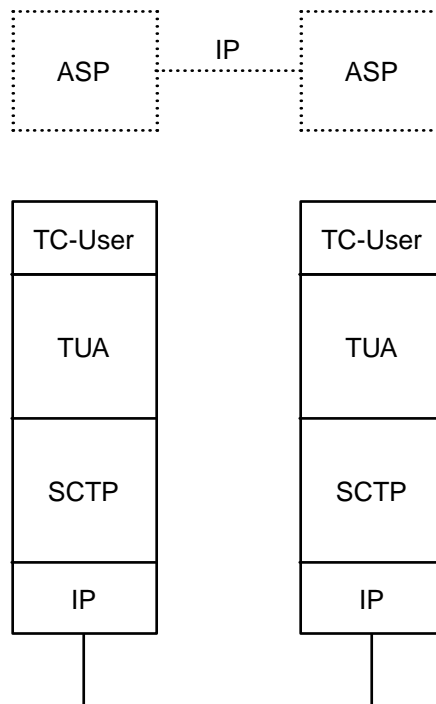 IP
ASP
ASP
TC-User
TC-User
TUA
TUA
SCTP
SCTP
IP
IP